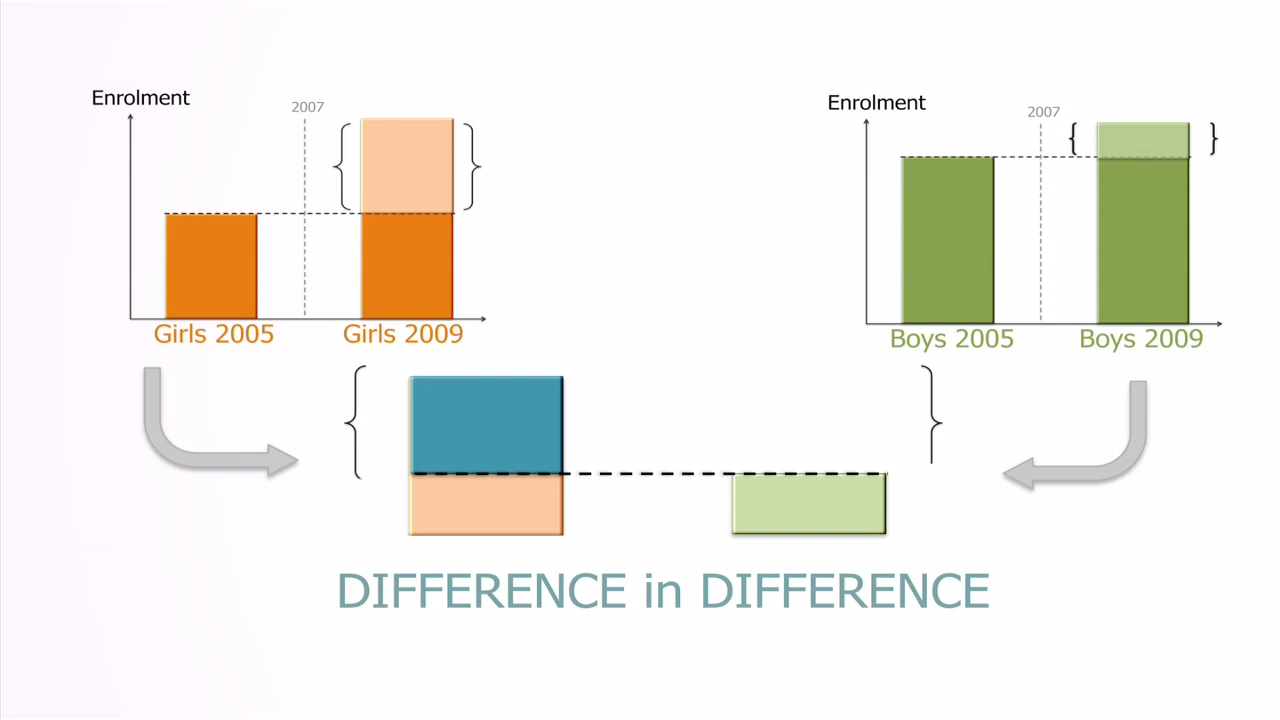 Enrolment
2007
Girls 2005
Girls 2009
Enrolment
2007
Boys 2005
Boys 2009
DIFFERENCE in DIFFERENCE